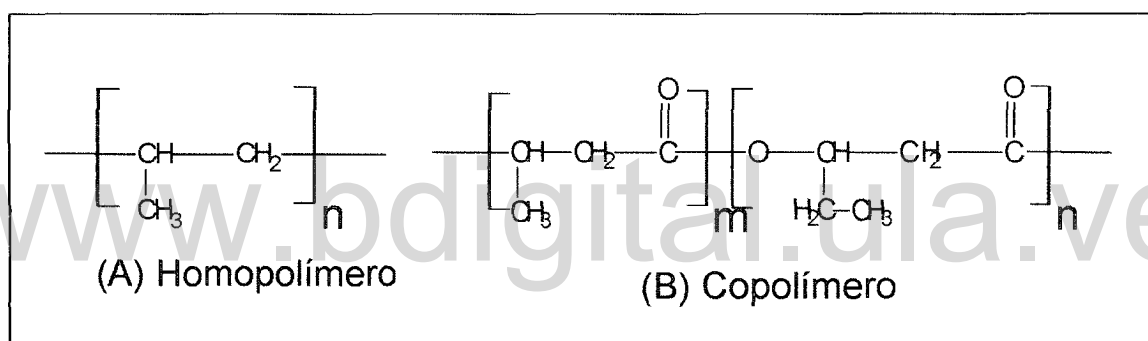 O O
CH CH₂ CH CH₂ C O CH CH₂ C
CH₃ n CH₃ m H₂C-CH₃ n
www.bdigital.ula.ve
(A) Homopolímero
(B) Copolímero